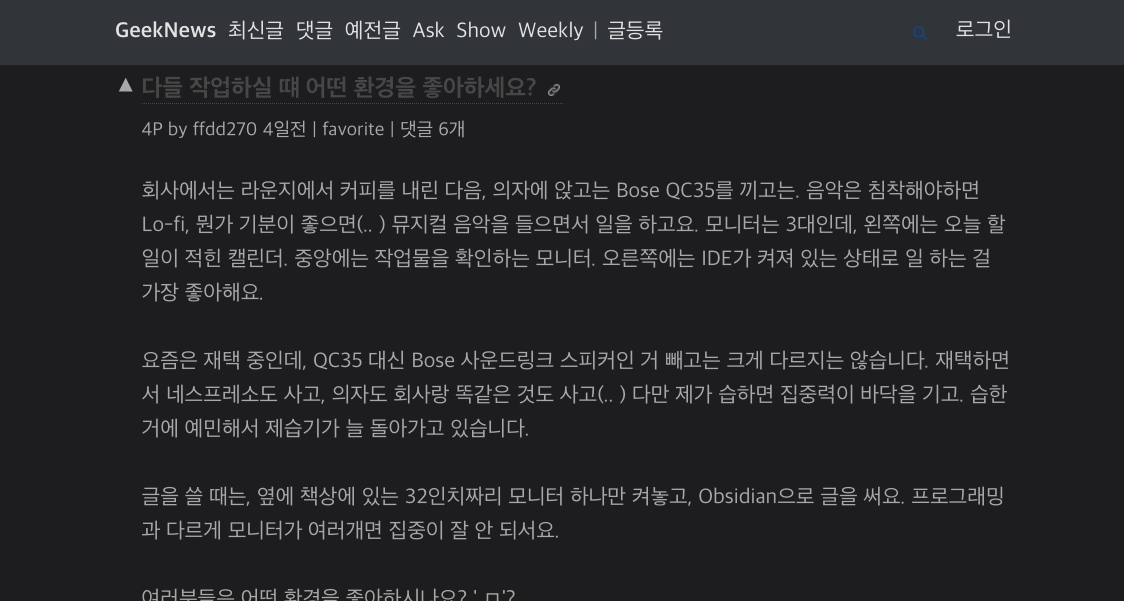 GeekNews 최신글 댓글 예전글 Ask Show Weekly | 글등록 로그인
▲ 다들 작업하실 떄 어떤 환경을 좋아하세요?
4P by ffdd270 4일전 | favorite | 댓글 6개
회사에서는 라운지에서 커피를 내린 다음, 의자에 앉고는 Bose QC35를 끼고는. 음악은 침착해야하면
Lo-fi, 뭔가 기분이 좋으면(.. ) 뮤지컬 음악을 들으면서 일을 하고요. 모니터는 3대인데, 왼쪽에는 오늘 할
일이 적힌 캘린더. 중앙에는 작업물을 확인하는 모니터. 오른쪽에는 IDE가 켜져 있는 상태로 일 하는 걸
가장 좋아해요.
요즘은 재택 중인데, QC35 대신 Bose 사운드링크 스피커인 거 빼고는 크게 다르지는 않습니다. 재택하면
서 네스프레소도 사고, 의자도 회사랑 똑같은 것도 사고(.. ) 다만 제가 습하면 집중력이 바닥을 기고. 습한
거에 예민해서 제습기가 늘 돌아가고 있습니다.
글을 쓸 때는, 옆에 책상에 있는 32인치짜리 모니터 하나만 켜놓고, Obsidian으로 글을 써요. 프로그래밍
과 다르게 모니터가 여러개면 집중이 잘 안 되서요.
여러분들은 어떤 환경을 좋아하시나요? ' ㅁ'?